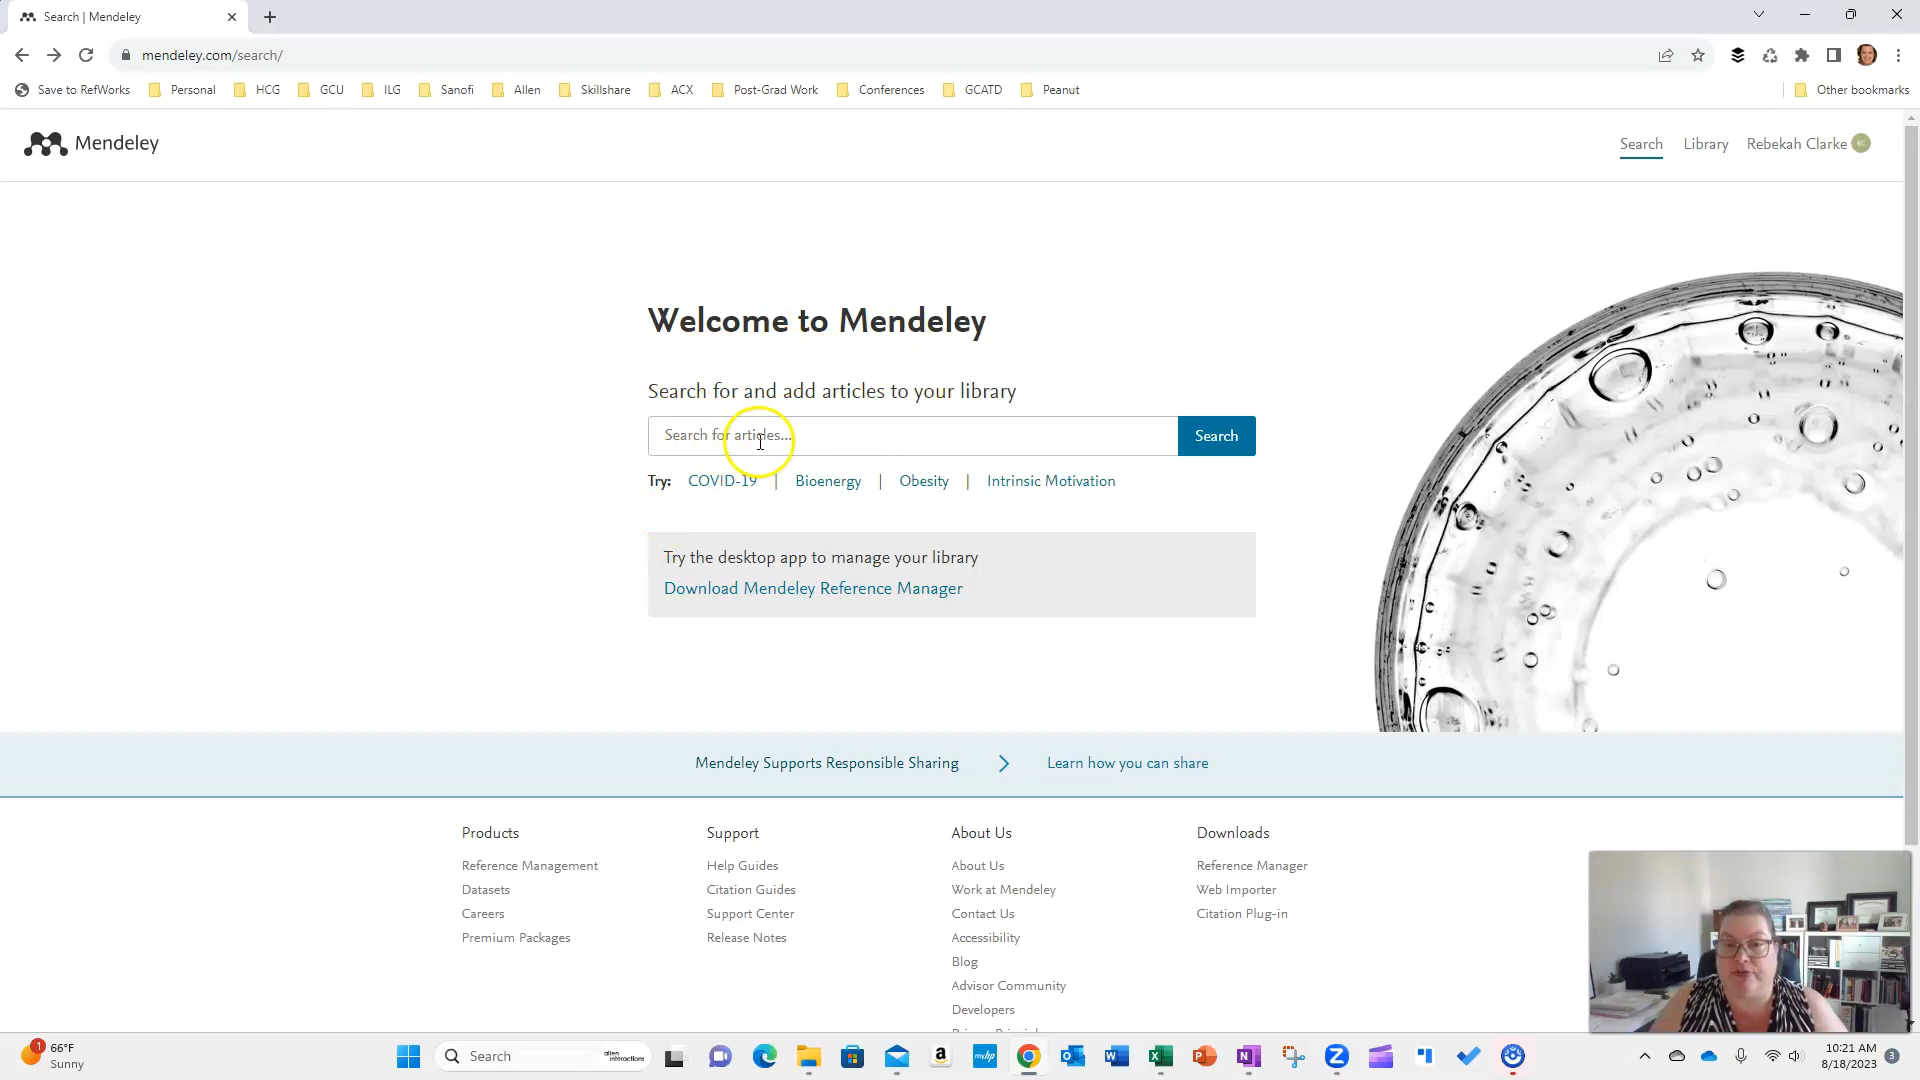 Search | Mendeley
mendeley.com/search/
Save to RefWorks Personal HCG GCU ILG Sanofi Allen Skillshare ACX Post-Grad Work Conferences GCATD Peanut Other bookmarks
Mendeley
Search Library Rebekah Clarke
Welcome to Mendeley
Search for and add articles to your library
Search for articles... Search
Try: COVID-19 | Bioenergy | Obesity | Intrinsic Motivation
Try the desktop app to manage your library
Download Mendeley Reference Manager
Mendeley Supports Responsible Sharing Learn how you can share
Products
Reference Management
Datasets
Careers
Premium Packages
Support
Help Guides
Citation Guides
Support Center
Release Notes
About Us
About Us
Work at Mendeley
Contact Us
Accessibility
Blog
Advisor Community
Developers
Downloads
Reference Manager
Web Importer
Citation Plug-in
1
66°F
Sunny
Search
allen
interactions
10:21 AM
8/18/2023
3